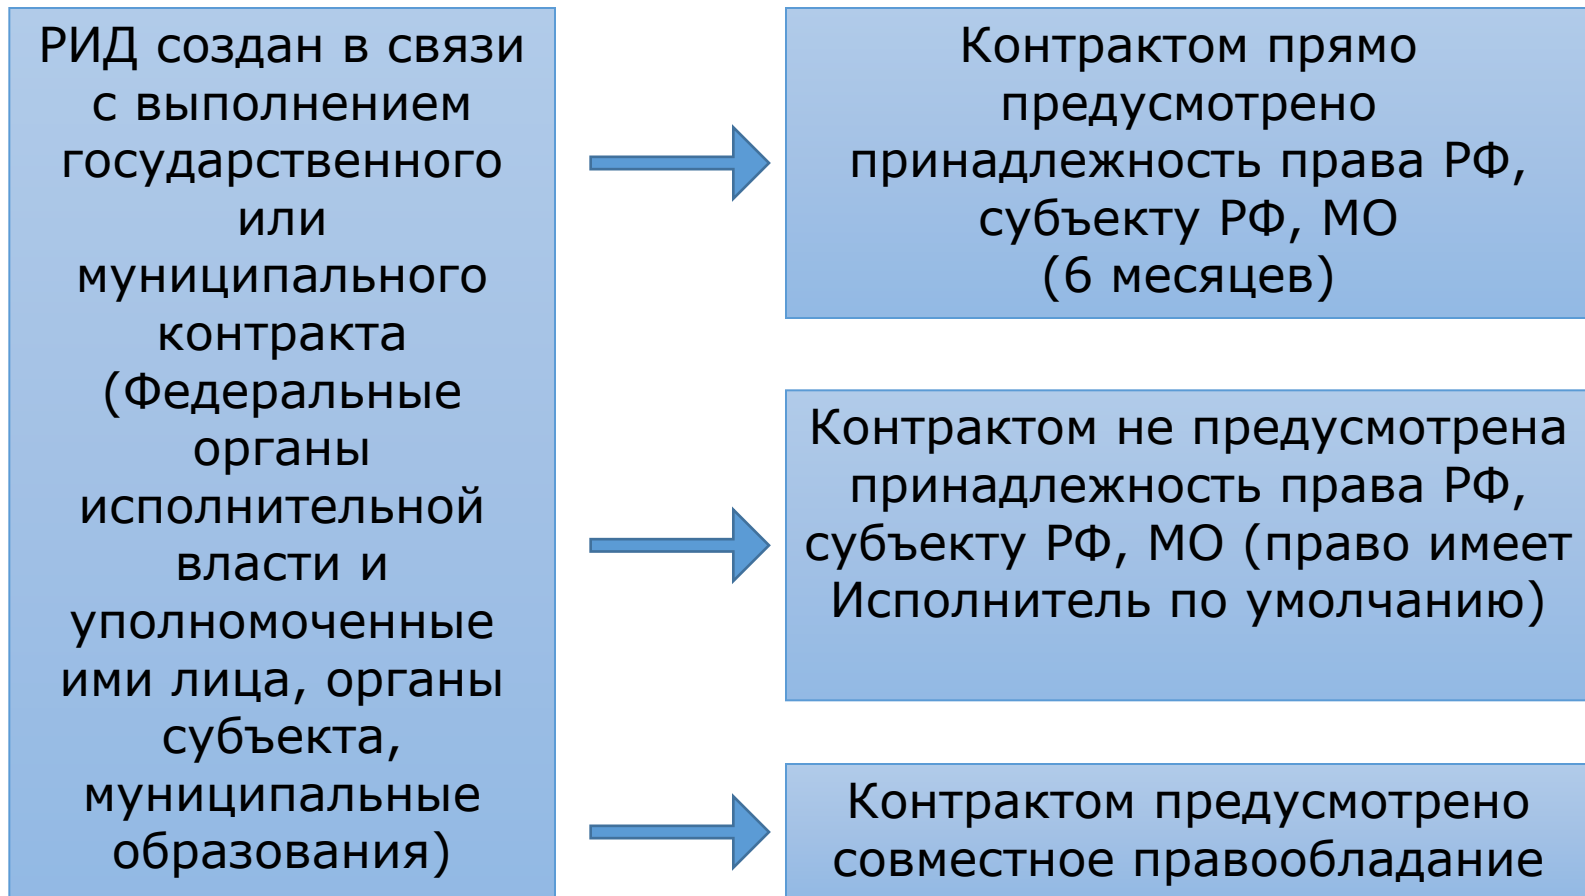 РИД создан в связи
с выполнением
государственного
или
муниципального
контракта
(Федеральные
органы
исполнительной
власти и
уполномоченные
ими лица, органы
субъекта,
муниципальные
образования)
Контрактом прямо
предусмотрено
принадлежность права РФ,
субъекту РФ, МО
(6 месяцев)
Контрактом не предусмотрена
принадлежность права РФ,
субъекту РФ, МО (право имеет
Исполнитель по умолчанию)
Контрактом предусмотрено
совместное правообладание